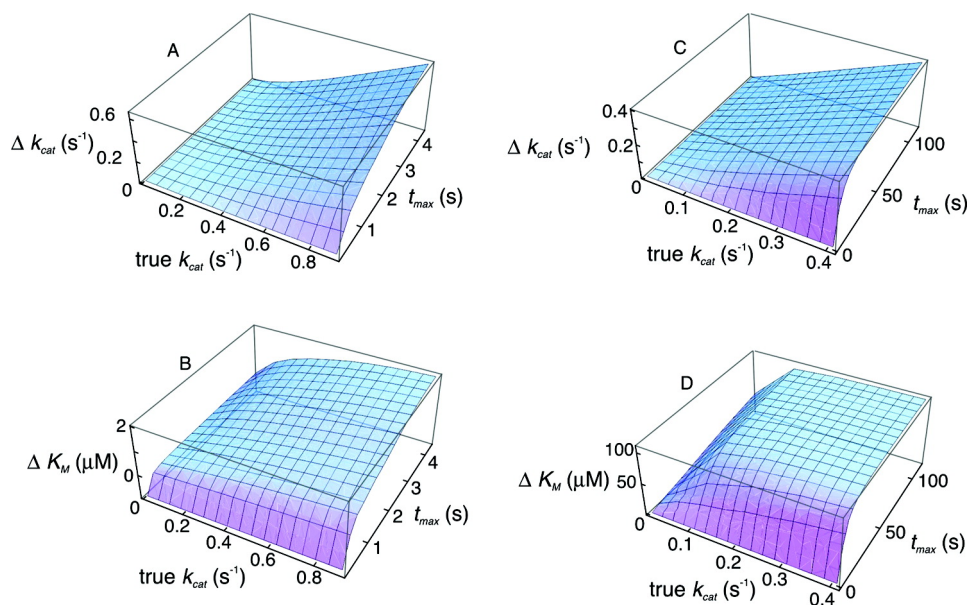 A
0.6
Δ kcat (s-1)
0.2
0
0.2
0.4
0.6
0.8
true kcat (s-1)
1
2
3
4
tmax (s)
C
0.4
Δ kcat (s-1)
0.2
0
0.1
0.2
0.3
0.4
true kcat (s-1)
0
50
100
tmax (s)
B
2
Δ KM (μM)
0
0
0.2
0.4
0.6
0.8
true kcat (s-1)
1
2
3
4
tmax (s)
D
100
Δ KM (μM)
50
0
0.1
0.2
0.3
0.4
true kcat (s-1)
0
50
100
tmax (s)